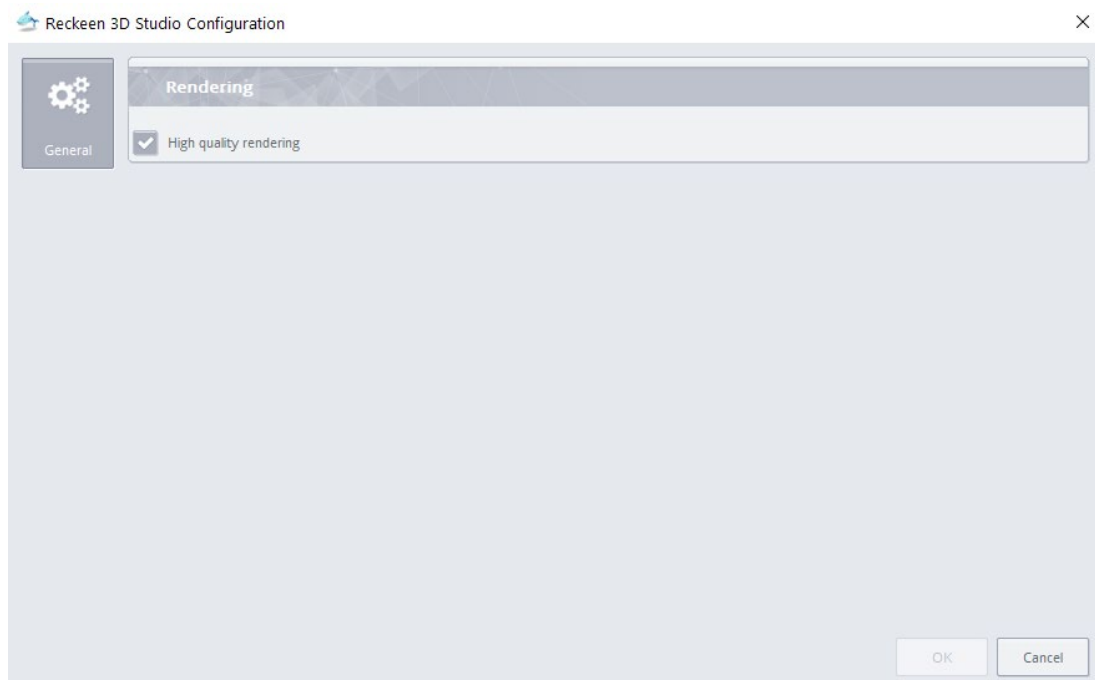 Reckeen 3D Studio Configuration
Rendering
General
High quality rendering
OK
Cancel